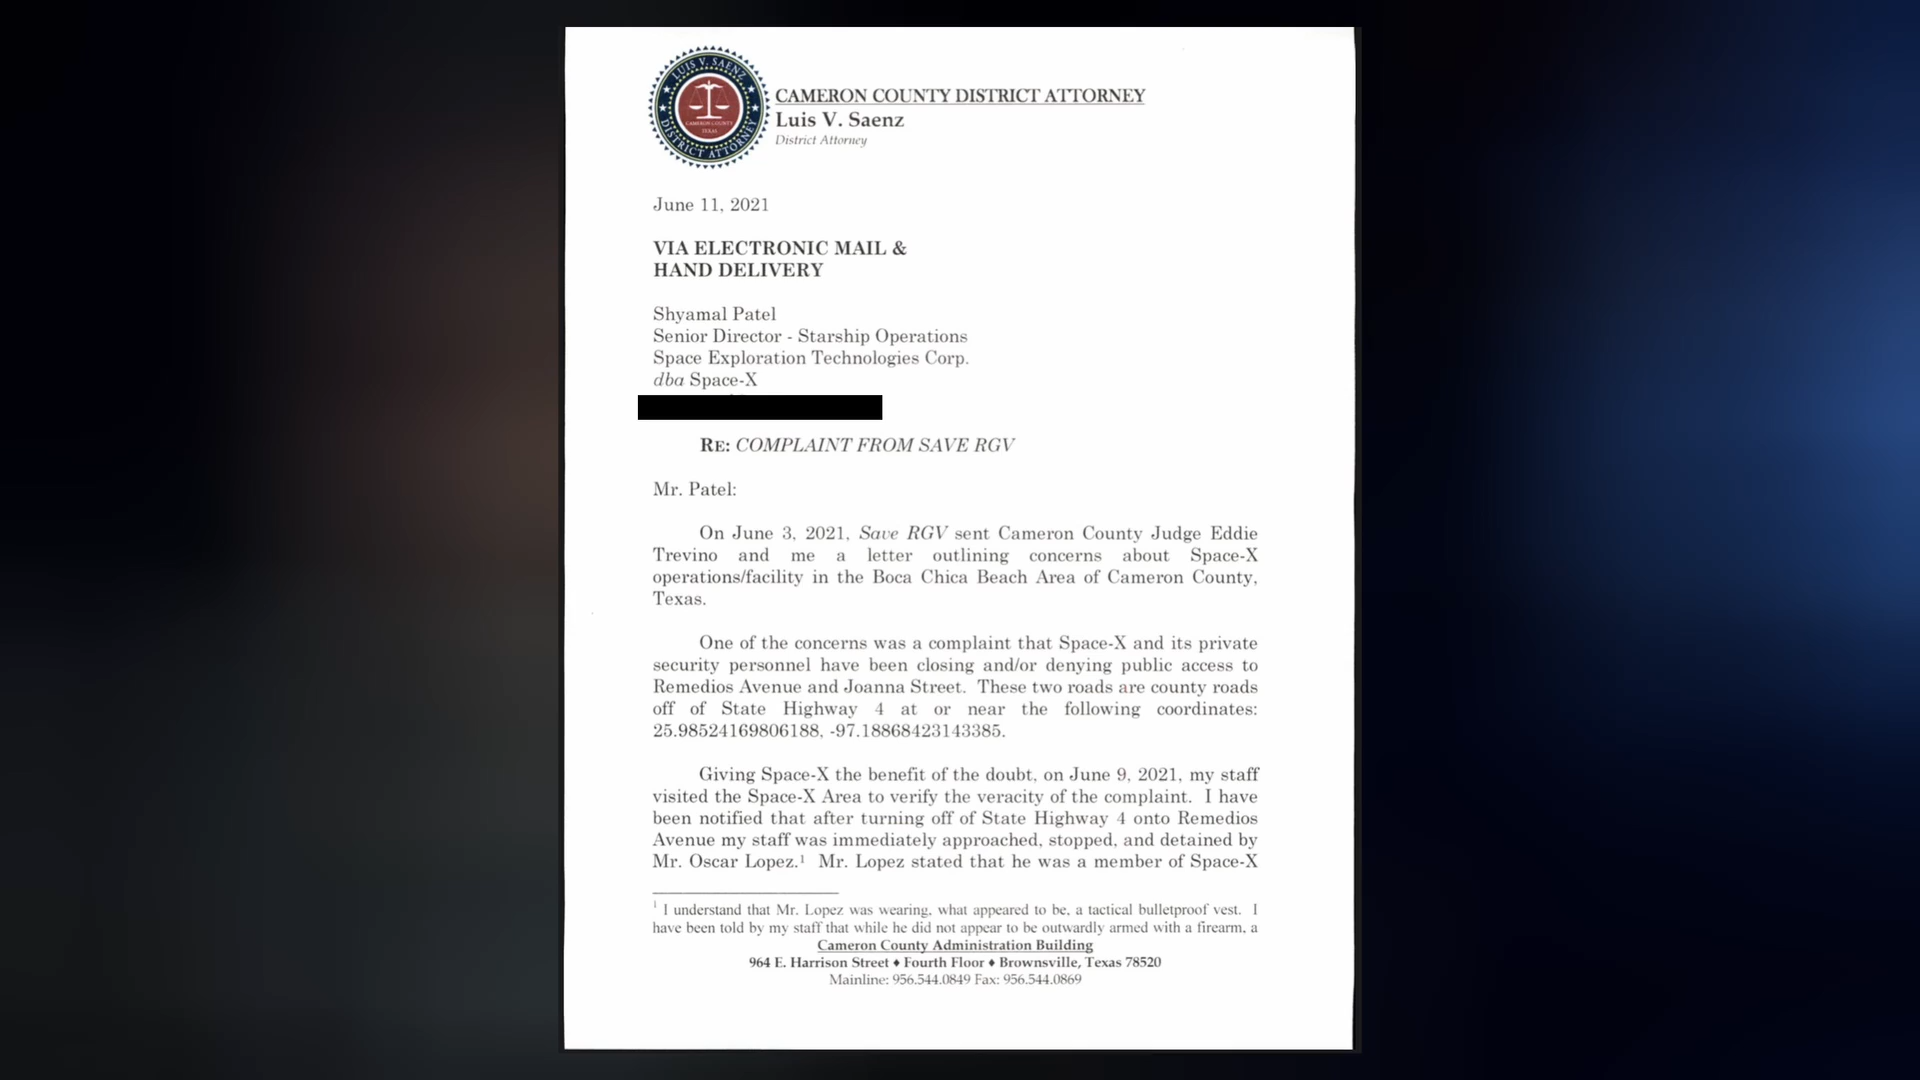 LUIS V. SAENZ
CAMERON COUNTY
TEXAS
DISTRICT ATTORNEY
CAMERON COUNTY DISTRICT ATTORNEY
Luis V. Saenz
District Attorney
June 11, 2021
VIA ELECTRONIC MAIL &
HAND DELIVERY
Shyamal Patel
Senior Director - Starship Operations
Space Exploration Technologies Corp.
dba Space-X
RE: COMPLAINT FROM SAVE RGV
Mr. Patel:
On June 3, 2021, Save RGV sent Cameron County Judge Eddie
Trevino and me a letter outlining concerns about Space-X
operations/facility in the Boca Chica Beach Area of Cameron County,
Texas.
One of the concerns was a complaint that Space-X and its private
security personnel have been closing and/or denying public access to
Remedios Avenue and Joanna Street. These two roads are county roads
off of State Highway 4 at or near the following coordinates:
25.98524169806188, -97.18868423143385.
Giving Space-X the benefit of the doubt, on June 9, 2021, my staff
visited the Space-X Area to verify the veracity of the complaint. I have
been notified that after turning off of State Highway 4 onto Remedios
Avenue my staff was immediately approached, stopped, and detained by
Mr. Oscar Lopez.¹ Mr. Lopez stated that he was a member of Space-X
¹ I understand that Mr. Lopez was wearing, what appeared to be, a tactical bulletproof vest. I
have been told by my staff that while he did not appear to be outwardly armed with a firearm, a
Cameron County Administration Building
964 E. Harrison Street ♦ Fourth Floor ♦ Brownsville, Texas 78520
Mainline: 956.544.0849 Fax: 956.544.0869